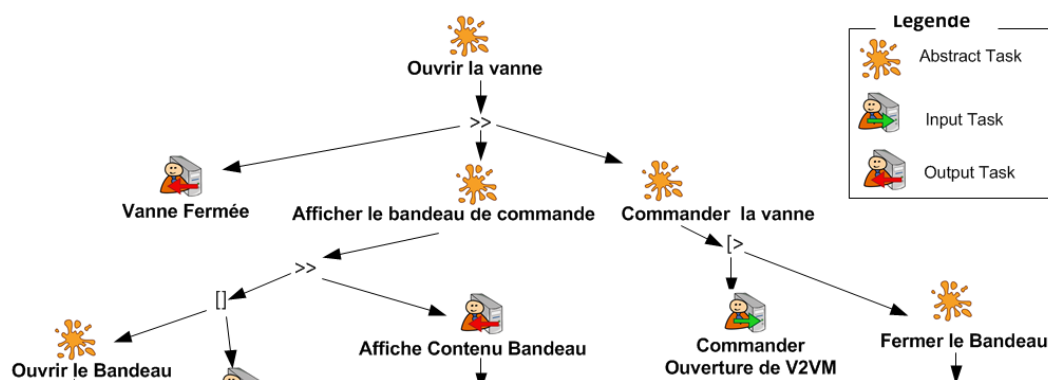 Legende
Abstract Task
Input Task
Output Task
Ouvrir la vanne
>>
Vanne Fermée
Afficher le bandeau de commande
Commander la vanne
>>
[>
[]
Ouvrir le Bandeau
Affiche Contenu Bandeau
Commander
Ouverture de V2VM
Fermer le Bandeau